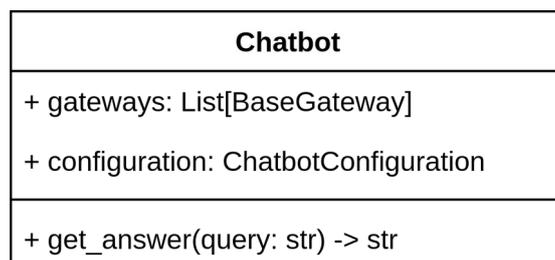 Chatbot
+ gateways: List[BaseGateway]
+ configuration: ChatbotConfiguration
+ get_answer(query: str) -> str